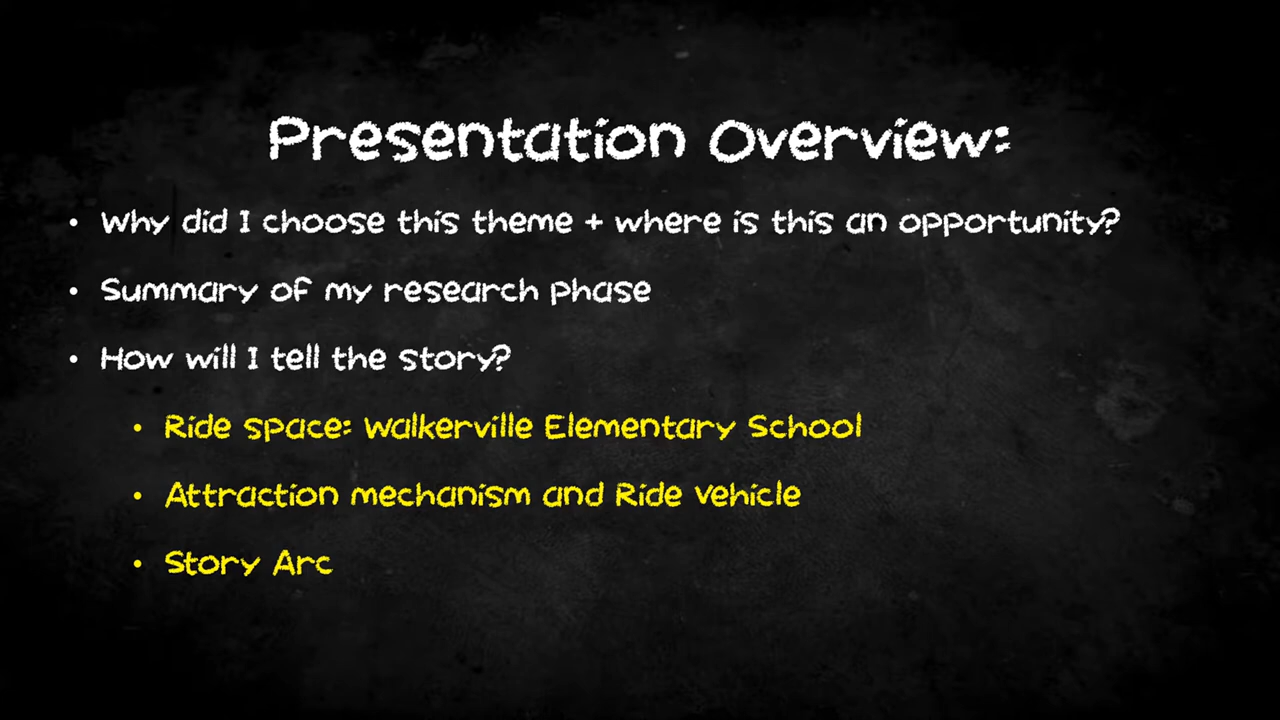 Presentation Overview:
• Why did I choose this theme + where is this an opportunity?
• Summary of my research phase
• How will I tell the story?
• Ride space: Walkerville Elementary School
• Attraction mechanism and Ride vehicle
• Story Arc